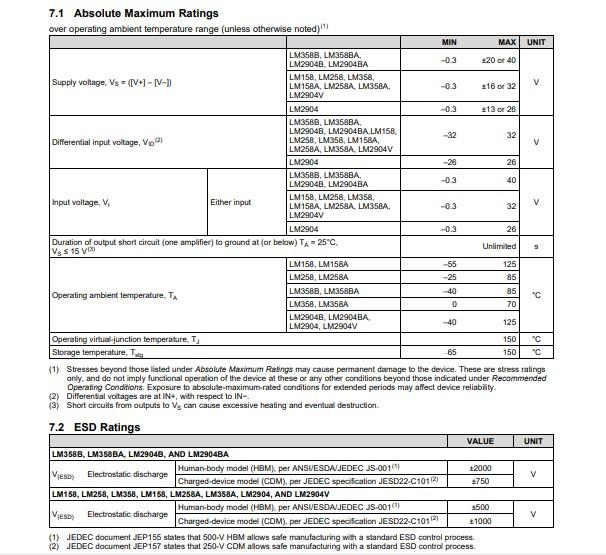 7.1 Absolute Maximum Ratings
over operating ambient temperature range (unless otherwise noted)(1)
MIN MAX UNIT
Supply voltage, VS = ([V+] – [V–]) LM358B, LM358BA,
LM2904B, LM2904BA –0.3 ±20 or 40 V
LM158, LM258, LM358,
LM158A, LM258A, LM358A,
LM2904V –0.3 ±16 or 32
LM2904 –0.3 ±13 or 26
Differential input voltage, VID(2) LM358B, LM358BA,
LM2904B, LM2904BA,LM158,
LM258, LM358, LM158A,
LM258A, LM358A, LM2904V –32 32 V
LM2904 –26 26
Input voltage, VI Either input LM358B, LM358BA,
LM2904B, LM2904BA –0.3 40 V
LM158, LM258, LM358,
LM158A, LM258A, LM358A,
LM2904V –0.3 32
LM2904 –0.3 26
Duration of output short circuit (one amplifier) to ground at (or below) TA = 25°C,
VS ≤ 15 V(3) Unlimited s
Operating ambient temperature, TA LM158, LM158A –55 125 °C
LM258, LM258A –25 85
LM358B, LM358BA –40 85
LM358, LM358A 0 70
LM2904B, LM2904BA,
LM2904, LM2904V –40 125
Operating virtual-junction temperature, TJ 150 °C
Storage temperature, Tstg –65 150 °C
(1) Stresses beyond those listed under Absolute Maximum Ratings may cause permanent damage to the device. These are stress ratings
only, and do not imply functional operation of the device at these or any other conditions beyond those indicated under Recommended
Operating Conditions. Exposure to absolute-maximum-rated conditions for extended periods may affect device reliability.
(2) Differential voltages are at IN+, with respect to IN−.
(3) Short circuits from outputs to VS can cause excessive heating and eventual destruction.
7.2 ESD Ratings
VALUE UNIT
LM358B, LM358BA, LM2904B, AND LM2904BA
V(ESD) Electrostatic discharge Human-body model (HBM), per ANSI/ESDA/JEDEC JS-001(1) ±2000 V
Charged-device model (CDM), per JEDEC specification JESD22-C101(2) ±750
LM158, LM258, LM358, LM158, LM258A, LM358A, LM2904, AND LM2904V
V(ESD) Electrostatic discharge Human-body model (HBM), per ANSI/ESDA/JEDEC JS-001(1) ±500 V
Charged-device model (CDM), per JEDEC specification JESD22-C101(2) ±1000
(1) JEDEC document JEP155 states that 500-V HBM allows safe manufacturing with a standard ESD control process.
(2) JEDEC document JEP157 states that 250-V CDM allows safe manufacturing with a standard ESD control process.